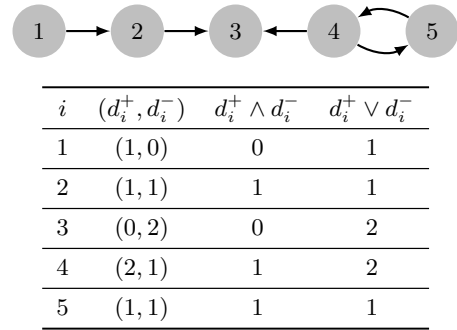 1 2 3 4 5
i (d_i^+, d_i^-) d_i^+ ∧ d_i^- d_i^+ ∨ d_i^-
1 (1, 0) 0 1
2 (1, 1) 1 1
3 (0, 2) 0 2
4 (2, 1) 1 2
5 (1, 1) 1 1